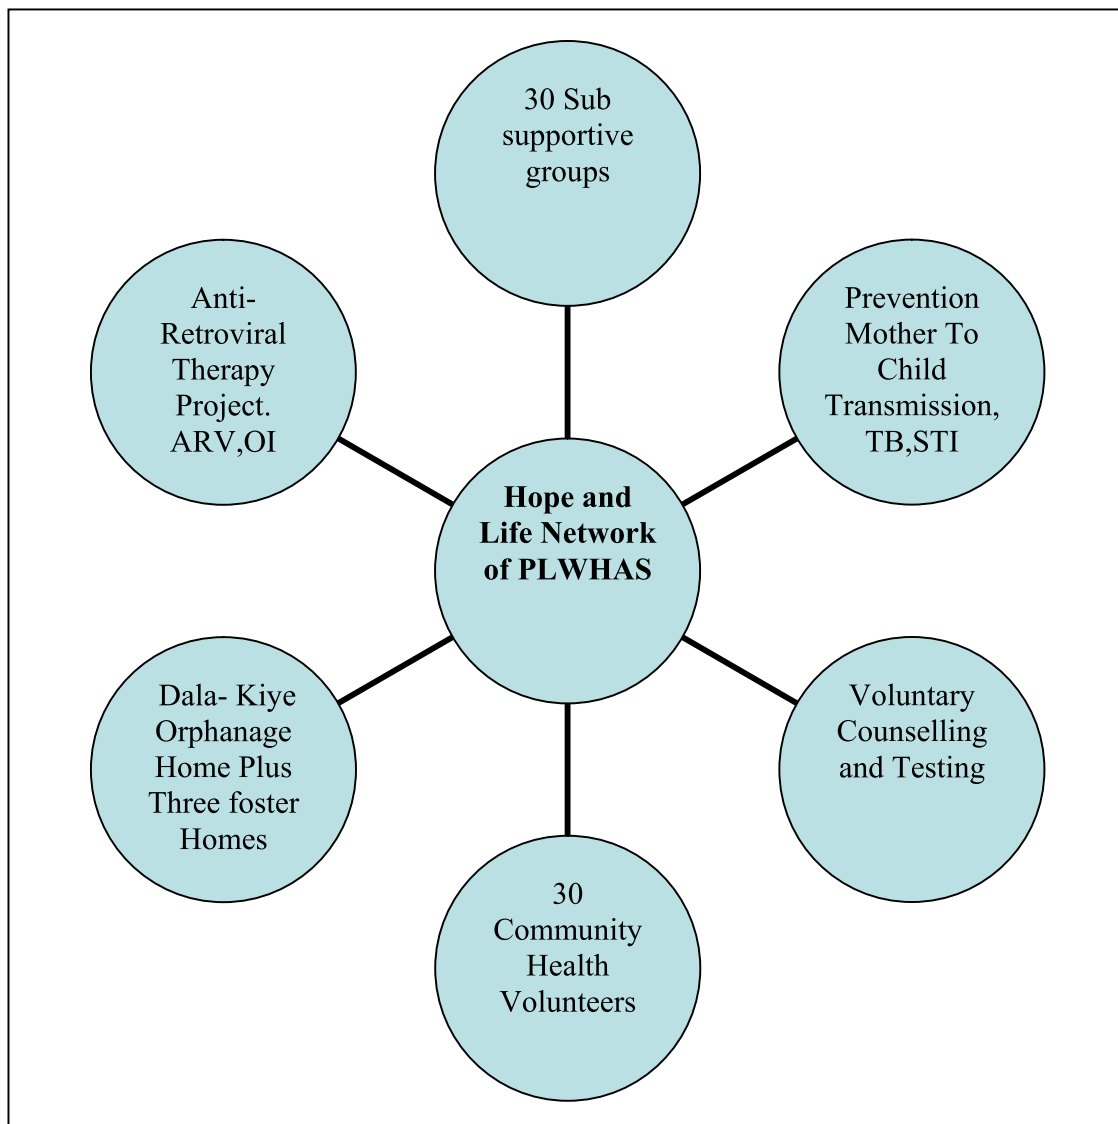 30 Sub
supportive
groups
Anti-
Retroviral
Therapy
Project.
ARV,OI
Prevention
Mother To
Child
Transmission,
TB,STI
Hope and
Life Network
of PLWHAS
Dala- Kiye
Orphanage
Home Plus
Three foster
Homes
Voluntary
Counselling
and Testing
30
Community
Health
Volunteers